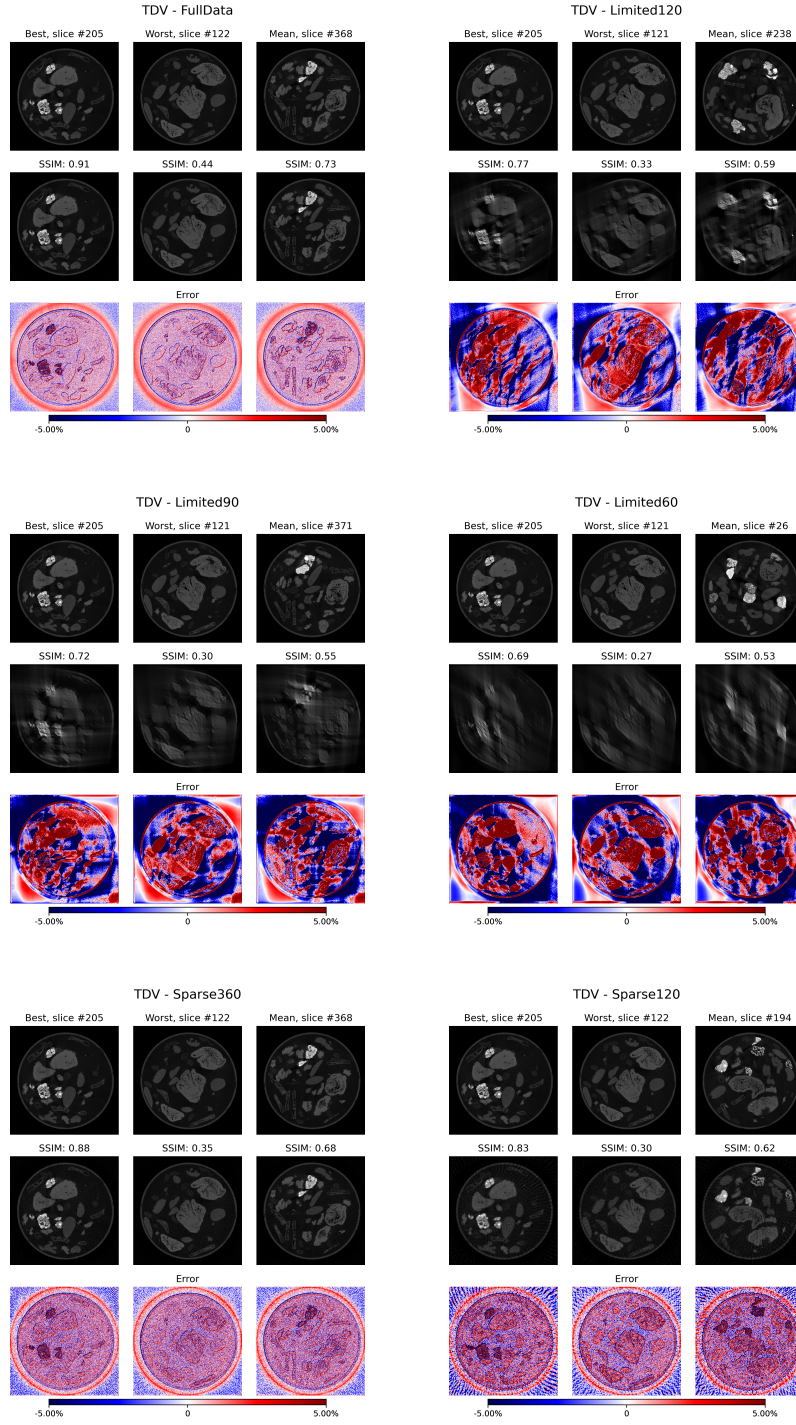 TDV - FullData
Best, slice #205 Worst, slice #122 Mean, slice #368
SSIM: 0.91 SSIM: 0.44 SSIM: 0.73
Error
-5.00% 0 5.00%
TDV - Limited120
Best, slice #205 Worst, slice #121 Mean, slice #238
SSIM: 0.77 SSIM: 0.33 SSIM: 0.59
Error
-5.00% 0 5.00%
TDV - Limited90
Best, slice #205 Worst, slice #121 Mean, slice #371
SSIM: 0.72 SSIM: 0.30 SSIM: 0.55
Error
-5.00% 0 5.00%
TDV - Limited60
Best, slice #205 Worst, slice #121 Mean, slice #26
SSIM: 0.69 SSIM: 0.27 SSIM: 0.53
Error
-5.00% 0 5.00%
TDV - Sparse360
Best, slice #205 Worst, slice #122 Mean, slice #368
SSIM: 0.88 SSIM: 0.35 SSIM: 0.68
Error
-5.00% 0 5.00%
TDV - Sparse120
Best, slice #205 Worst, slice #122 Mean, slice #194
SSIM: 0.83 SSIM: 0.30 SSIM: 0.62
Error
-5.00% 0 5.00%